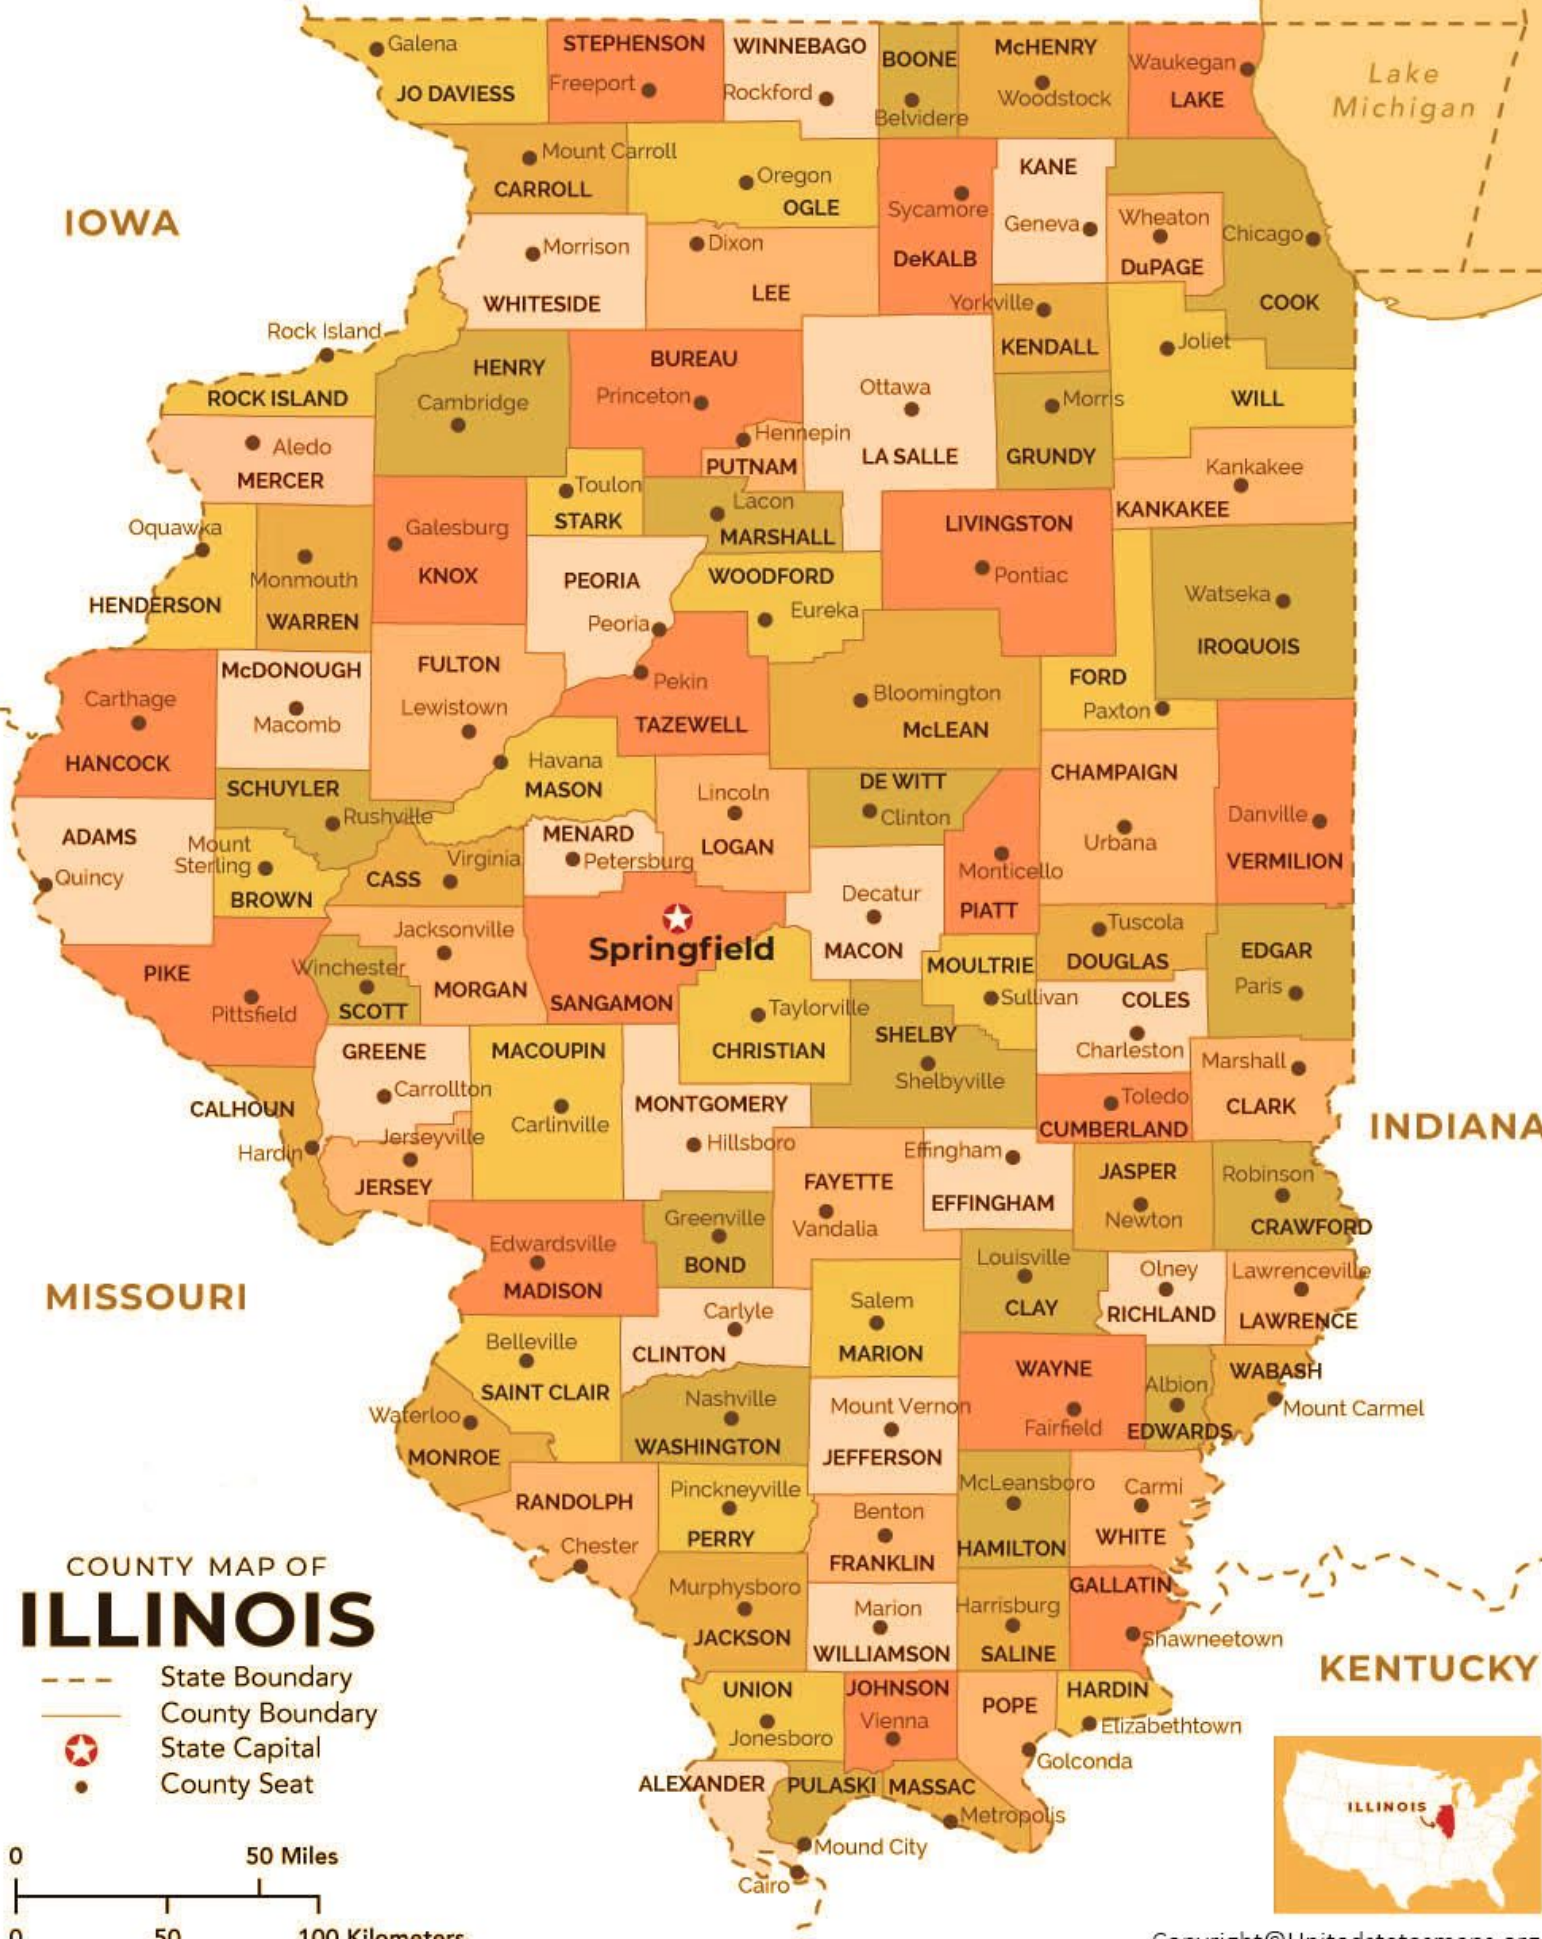 Galena
STEPHENSON
WINNEBAGO
BOONE
McHENRY
Waukegan
Lake
Michigan
JO DAVIESS
Freeport
Rockford
Belvidere
Woodstock
LAKE
Mount Carroll
CARROLL
Oregon
OGLE
KANE
IOWA
Sycamore
Geneva
Wheaton
Chicago
Morrison
Dixon
DeKALB
DuPAGE
WHITESIDE
LEE
Yorkville
COOK
Rock Island
HENRY
BUREAU
KENDALL
Joliet
ROCK ISLAND
Cambridge
Princeton
Ottawa
Morris
WILL
Aledo
Hennepin
MERCER
PUTNAM
LA SALLE
GRUNDY
Kankakee
Toulon
Lacon
KANKAKEE
Oquawka
Galesburg
STARK
MARSHALL
LIVINGSTON
Monmouth
KNOX
PEORIA
WOODFORD
Pontiac
Watseka
HENDERSON
WARREN
Peoria
Eureka
IROQUOIS
McDONOUGH
FULTON
Pekin
Bloomington
FORD
Carthage
Macomb
Lewistown
TAZEWELL
McLEAN
Paxton
HANCOCK
Havana
MASON
DE WITT
CHAMPAIGN
SCHUYLER
Rushville
Lincoln
Clinton
Danville
ADAMS
Mount
Sterling
MENARD
LOGAN
Urbana
VERMILION
Quincy
BROWN
CASS
Virginia
Petersburg
Decatur
Monticello
PIATT
Jacksonville
Springfield
MACON
Tuscola
DOUGLAS
EDGAR
PIKE
Winchester
MORGAN
MOULTRIE
Paris
Pittsfield
SCOTT
SANGAMON
Taylorville
Sullivan
COLES
GREENE
MACOUPIN
CHRISTIAN
SHELBY
Charleston
Marshall
Carrollton
Shelbyville
Toledo
CALHOUN
Carlinville
MONTGOMERY
CUMBERLAND
CLARK
INDIANA
Hardin
Jerseyville
Hillsboro
Effingham
JERSEY
FAYETTE
EFFINGHAM
JASPER
Robinson
Greenville
Vandalia
Newton
CRAWFORD
Edwardsville
BOND
Louisville
Olney
Lawrenceville
MISSOURI
MADISON
Carlyle
Salem
CLAY
RICHLAND
LAWRENCE
Belleville
CLINTON
MARION
WAYNE
WABASH
SAINT CLAIR
Nashville
Mount Vernon
Albion
Mount Carmel
Waterloo
WASHINGTON
JEFFERSON
Fairfield
EDWARDS
MONROE
Pinckneyville
McLeansboro
Carmi
RANDOLPH
PERRY
Benton
HAMILTON
WHITE
Chester
FRANKLIN
Murphysboro
Marion
Harrisburg
GALLATIN
JACKSON
WILLIAMSON
SALINE
Shawneetown
KENTUCKY
UNION
JOHNSON
POPE
HARDIN
Jonesboro
Vienna
Elizabethtown
Golconda
ALEXANDER
PULASKI
MASSAC
Metropolis
Mound City
Cairo
COUNTY MAP OF
ILLINOIS
State Boundary
County Boundary
State Capital
County Seat
0 50 Miles
0 50 100 Kilometers
ILLINOIS
Copyright@Unitedstatesmaps.org